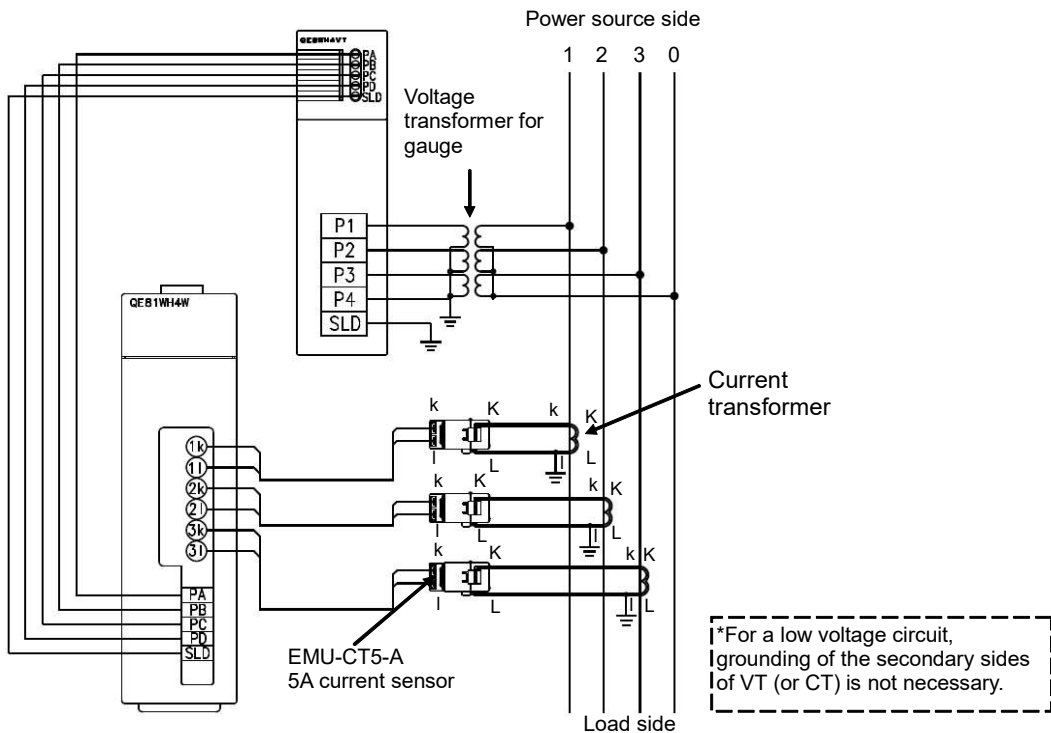 Power source side
1 2 3 0
QE8WH4VT
PA
PB
PC
PD
SLD
Voltage
transformer for
gauge
P1
P2
P3
P4
SLD
QE81WH4W
Current
transformer
k K k K
l L l L
k K k K
l L l L
k K k K
l L l L
1k
1l
2k
2l
3k
3l
PA
PB
PC
PD
SLD
EMU-CT5-A
5A current sensor
*For a low voltage circuit,
grounding of the secondary sides
of VT (or CT) is not necessary.
Load side